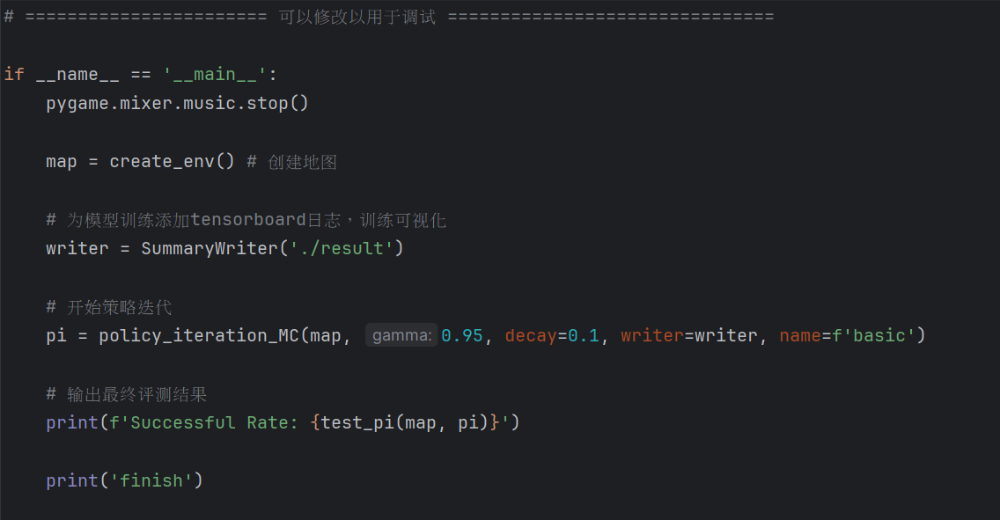 # ======================= 可以修改以用于调试 ===============================
if __name__ == '__main__':
    pygame.mixer.music.stop()
    map = create_env() # 创建地图
    # 为模型训练添加tensorboard日志，训练可视化
    writer = SummaryWriter('./result')
    # 开始策略迭代
    pi = policy_iteration_MC(map, gamma: 0.95, decay=0.1, writer=writer, name=f'basic')
    # 输出最终评测结果
    print(f'Successful Rate: {test_pi(map, pi)}')
    print('finish')